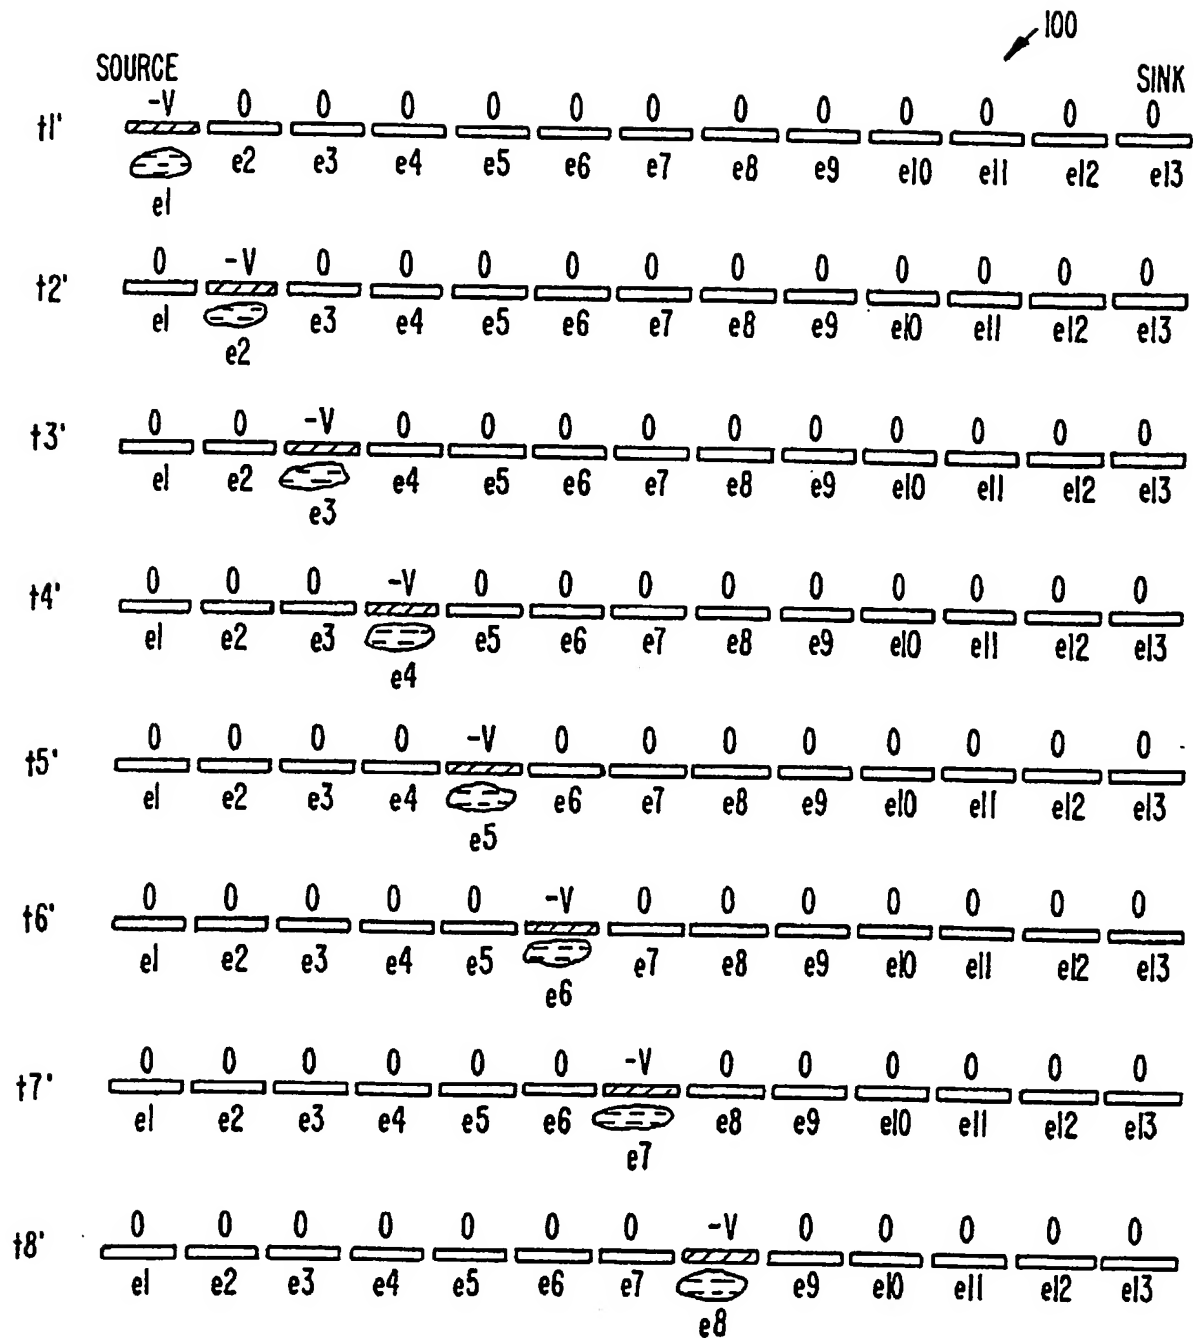 100
SOURCE SINK
-V 0 0 0 0 0 0 0 0 0 0 0 0
t1'
e2 e3 e4 e5 e6 e7 e8 e9 e10 e11 e12 e13
e1
0 -V 0 0 0 0 0 0 0 0 0 0 0
t2'
e1 e3 e4 e5 e6 e7 e8 e9 e10 e11 e12 e13
e2
0 0 -V 0 0 0 0 0 0 0 0 0 0
t3'
e1 e2 e4 e5 e6 e7 e8 e9 e10 e11 e12 e13
e3
0 0 0 -V 0 0 0 0 0 0 0 0 0
t4'
e1 e2 e3 e5 e6 e7 e8 e9 e10 e11 e12 e13
e4
0 0 0 0 -V 0 0 0 0 0 0 0 0
t5'
e1 e2 e3 e4 e6 e7 e8 e9 e10 e11 e12 e13
e5
0 0 0 0 0 -V 0 0 0 0 0 0 0
t6'
e1 e2 e3 e4 e5 e7 e8 e9 e10 e11 e12 e13
e6
0 0 0 0 0 0 -V 0 0 0 0 0 0
t7'
e1 e2 e3 e4 e5 e6 e8 e9 e10 e11 e12 e13
e7
0 0 0 0 0 0 0 -V 0 0 0 0 0
t8'
e1 e2 e3 e4 e5 e6 e7 e9 e10 e11 e12 e13
e8